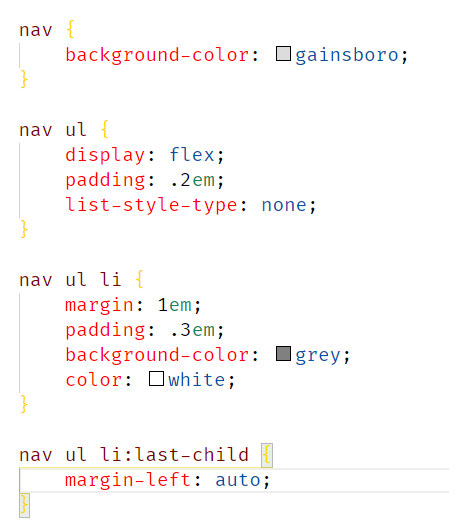 nav {
background-color: gainsboro;
}
nav ul {
display: flex;
padding: .2em;
list-style-type: none;
}
nav ul li {
margin: 1em;
padding: .3em;
background-color: grey;
color: white;
}
nav ul li:last-child {
margin-left: auto;
}